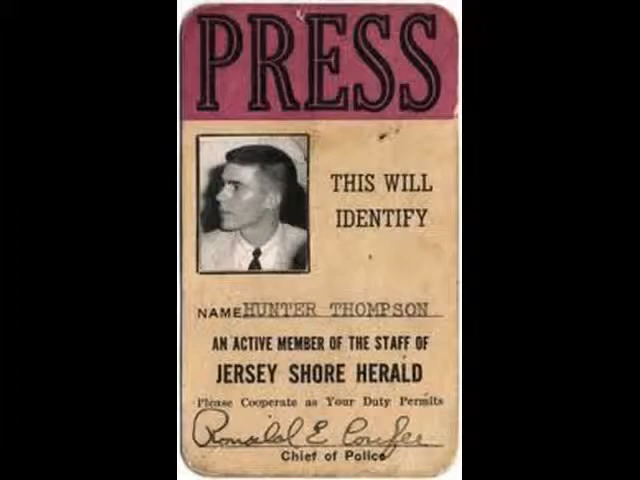 PRESS
THIS WILL
IDENTIFY
NAME HUNTER THOMPSON
AN ACTIVE MEMBER OF THE STAFF OF
JERSEY SHORE HERALD
Please Cooperate as Your Duty Permits
Ronald E
Chief of Police